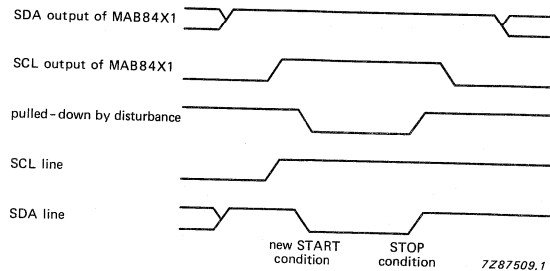 SDA output of MAB84X1
SCL output of MAB84X1
pulled-down by disturbance
SCL line
SDA line
new START
condition
STOP
condition
7Z87509.1